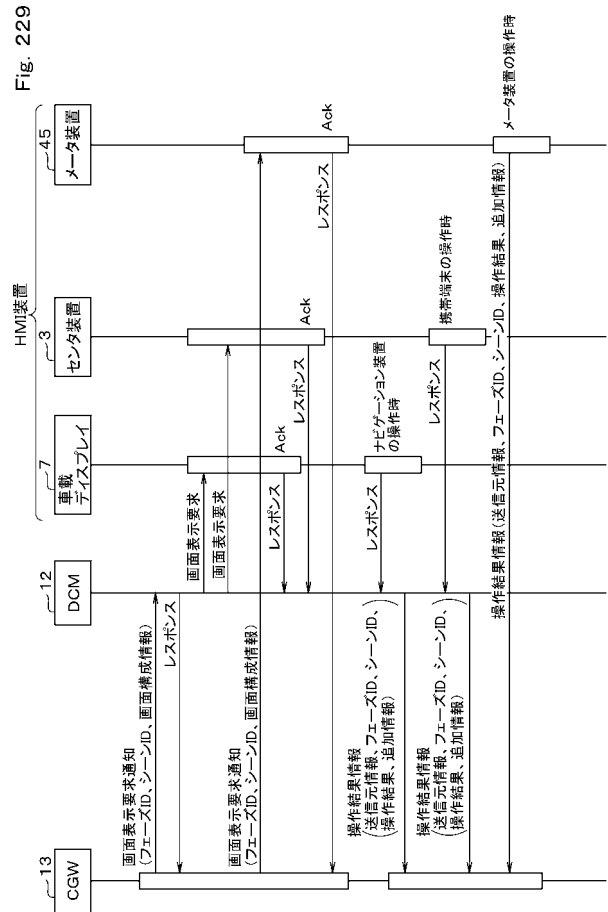 Fig. 229
HMI装置
13
CGW
12
DCM
7
車載
ディスプレイ
3
センタ装置
45
メータ装置
画面表示要求通知
(フェーズID、シーンID、画面構成情報)
レスポンス
画面表示要求
画面表示要求
Ack
レスポンス
Ack
レスポンス
画面表示要求通知
(フェーズID、シーンID、画面構成情報)
Ack
レスポンス
ナビゲーション装置
の操作時
レスポンス
操作結果情報
(送信元情報、フェーズID、シーンID、
操作結果、追加情報)
携帯端末の操作時
レスポンス
操作結果情報
(送信元情報、フェーズID、シーンID、
操作結果、追加情報)
メータ装置の操作時
操作結果情報(送信元情報、フェーズID、シーンID、操作結果、追加情報)